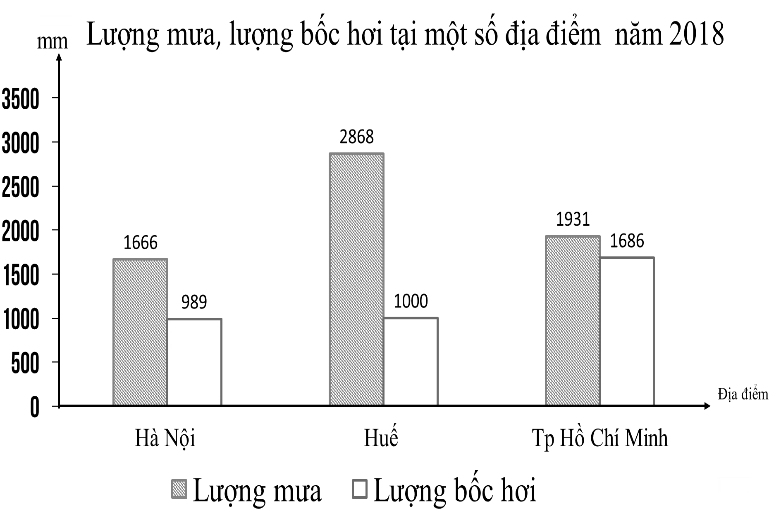 Lượng mưa, lượng bốc hơi tại một số địa điểm năm 2018
mm
3500
3000
2500
2000
1500
1000
500
0
1666
989
2868
1000
1931
1686
Địa điểm
Hà Nội
Huế
Tp Hồ Chí Minh
Lượng mưa
Lượng bốc hơi